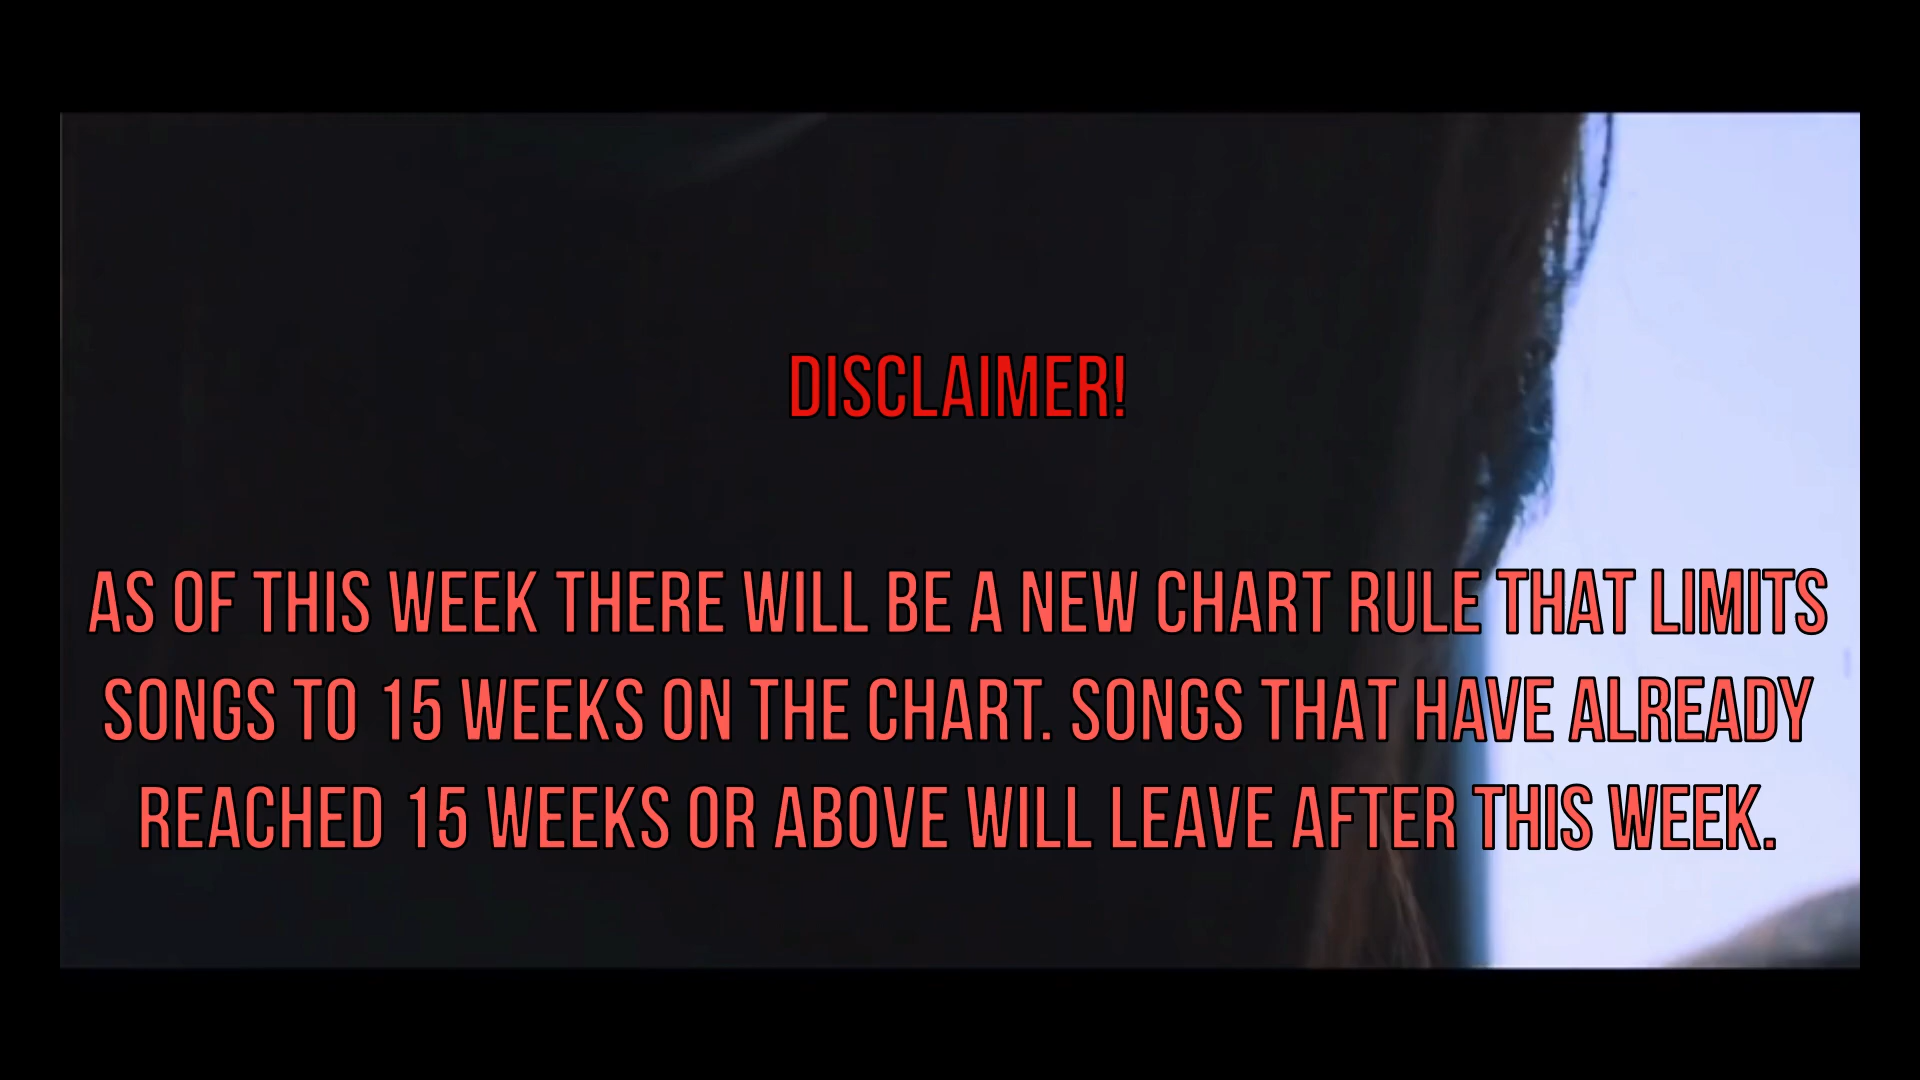 DISCLAIMER!
AS OF THIS WEEK THERE WILL BE A NEW CHART RULE THAT LIMITS
SONGS TO 15 WEEKS ON THE CHART. SONGS THAT HAVE ALREADY
REACHED 15 WEEKS OR ABOVE WILL LEAVE AFTER THIS WEEK.